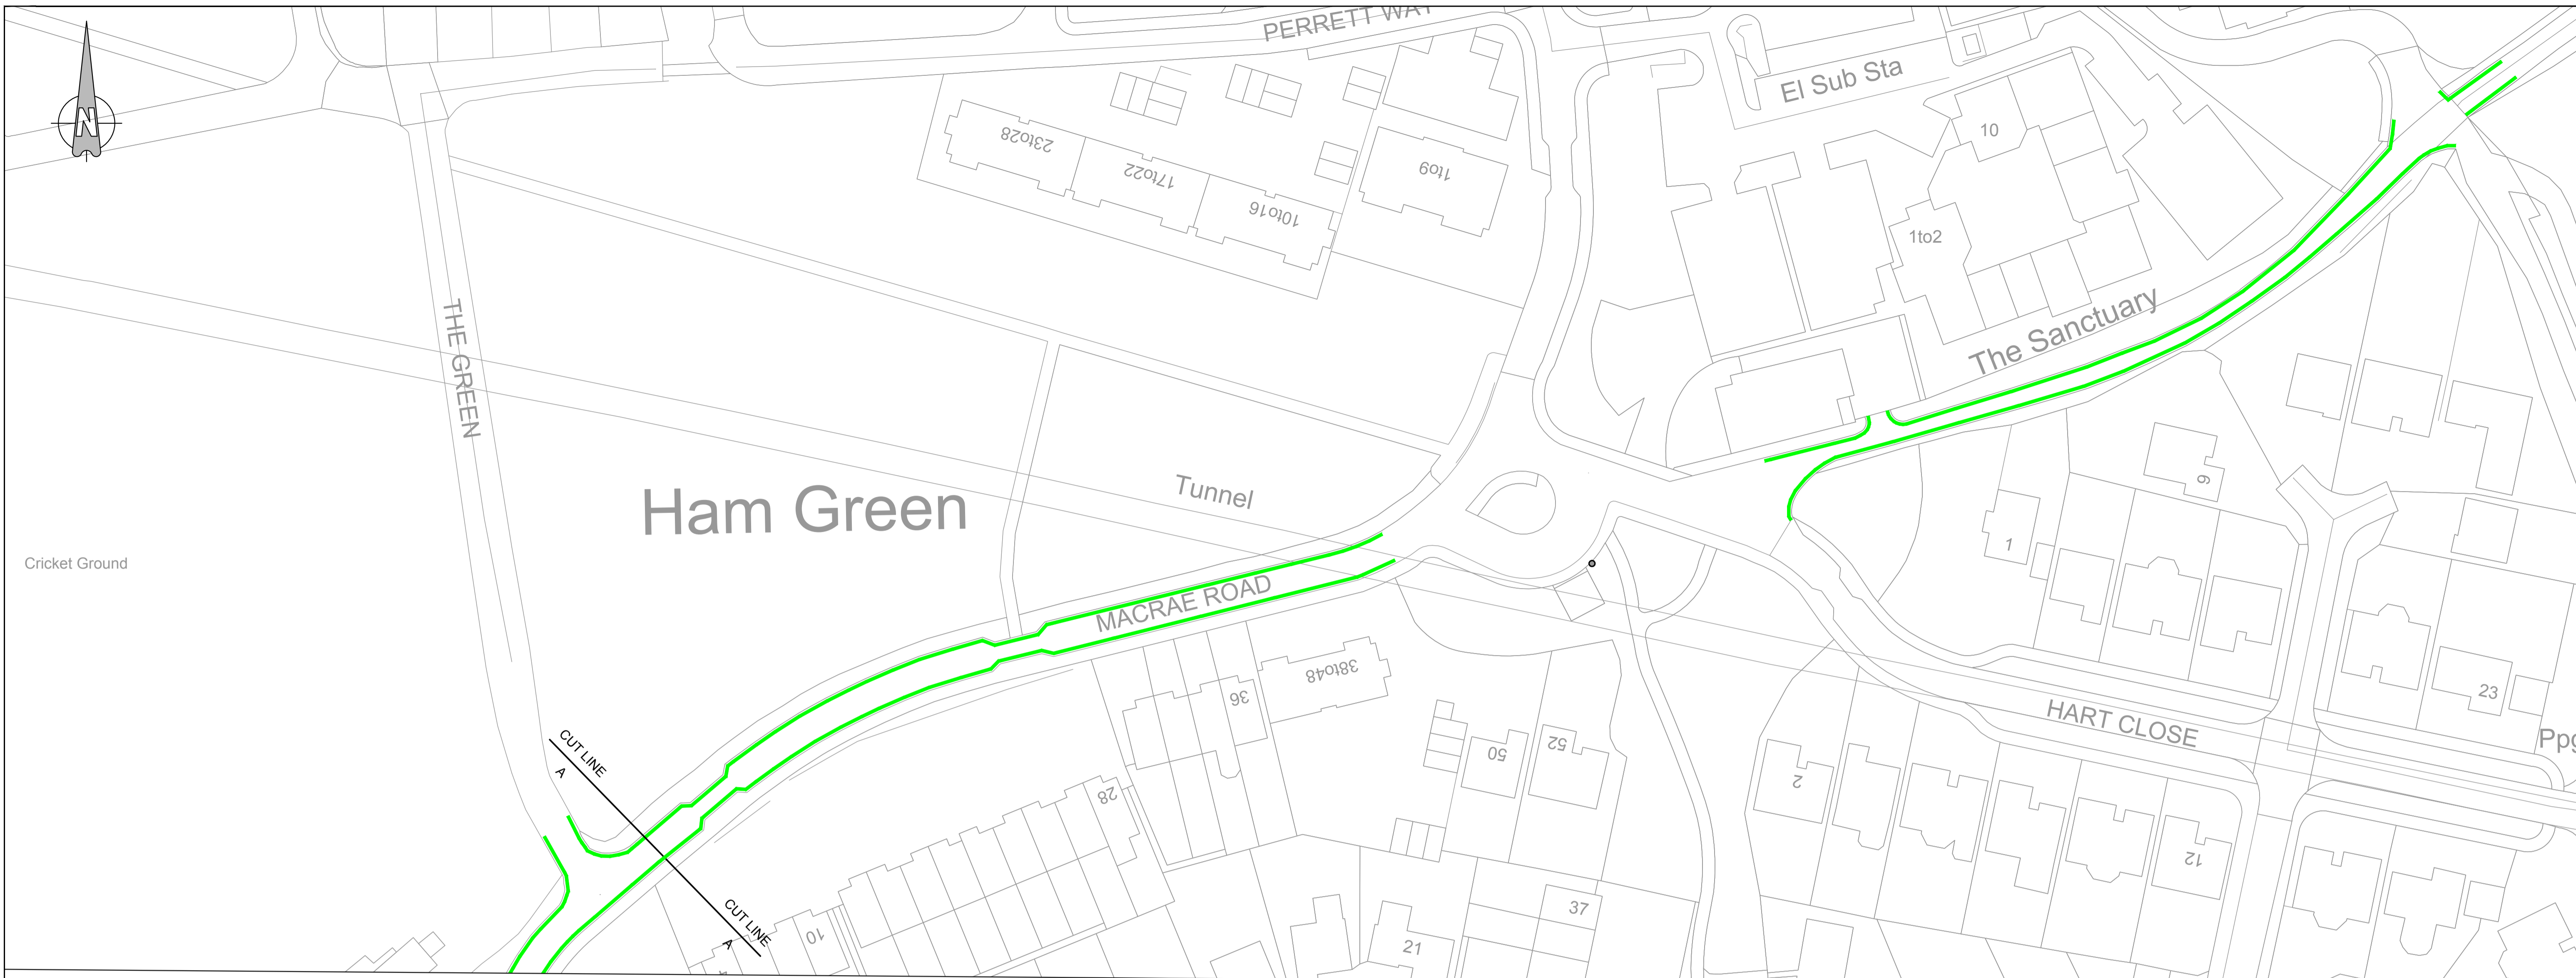 PERRETT WAY
N
El Sub Sta
10
23to28
17to22
10to16
1to9
1to2
THE GREEN
The Sanctuary
Tunnel
Ham Green
Cricket Ground
MACRAE ROAD
1
9
38to48
36
23
HART CLOSE
50
52
2
CUT LINE
A
28
12
37
CUT LINE
A
10
21